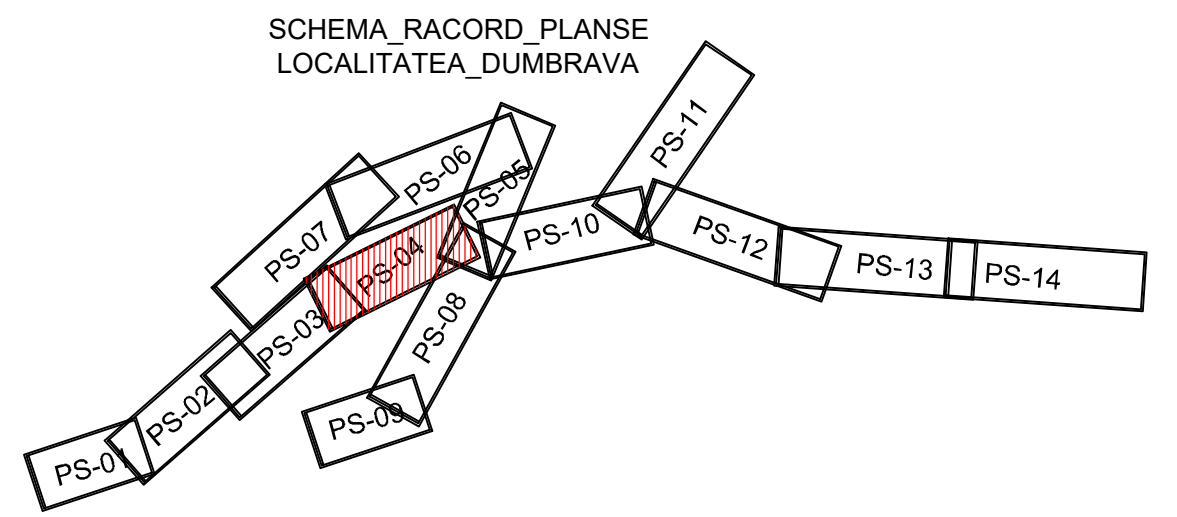 SCHEMA_RACORD_PLANSE
LOCALITATEA_DUMBRAVA
PS-11
PS-06
PS-05
PS-10
PS-07
PS-04
PS-12
PS-13
PS-14
PS-03
PS-08
PS-02
PS-09
PS-01